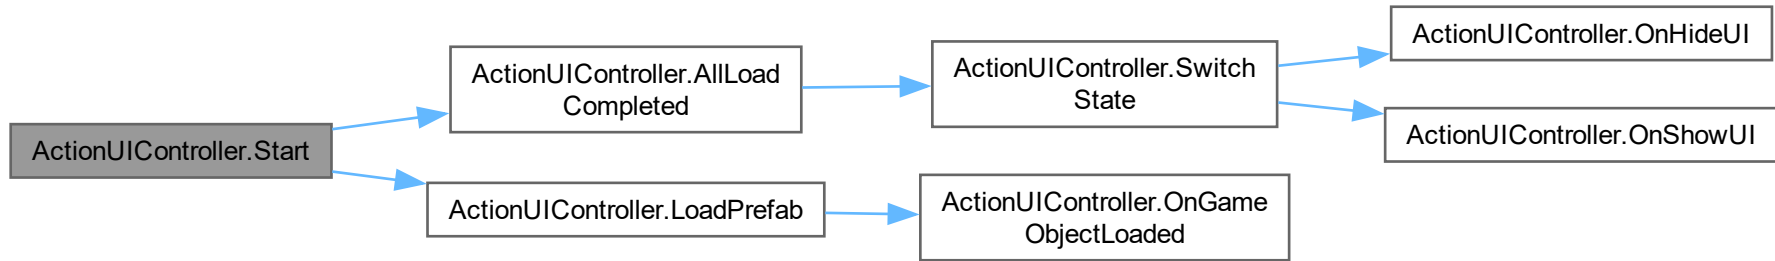 ActionUIController.Start
ActionUIController.AllLoad
Completed
ActionUIController.LoadPrefab
ActionUIController.Switch
State
ActionUIController.OnGame
ObjectLoaded
ActionUIController.OnHideUI
ActionUIController.OnShowUI